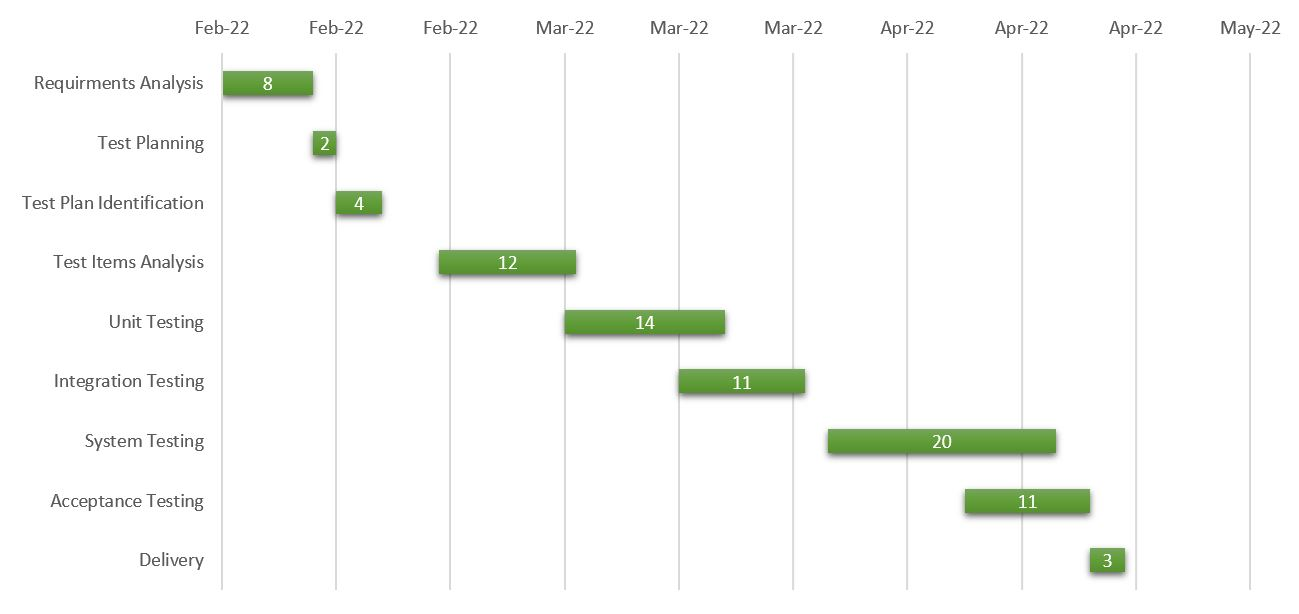 Feb-22 Feb-22 Feb-22 Mar-22 Mar-22 Mar-22 Apr-22 Apr-22 Apr-22 May-22
Requirments Analysis 8
Test Planning 2
Test Plan Identification 4
Test Items Analysis 12
Unit Testing 14
Integration Testing 11
System Testing 20
Acceptance Testing 11
Delivery 3